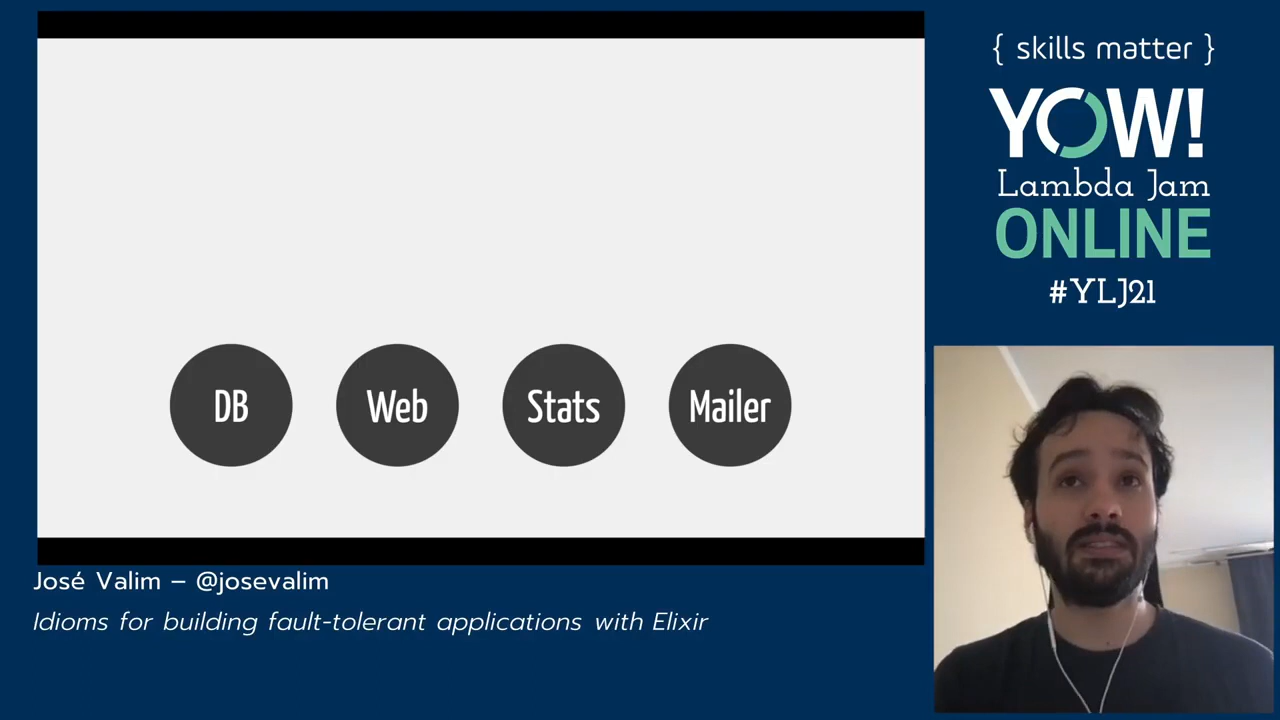 { skills matter }
YOW!
Lambda Jam
ONLINE
#YLJ21
DB
Web
Stats
Mailer
José Valim – @josevalim
Idioms for building fault-tolerant applications with Elixir